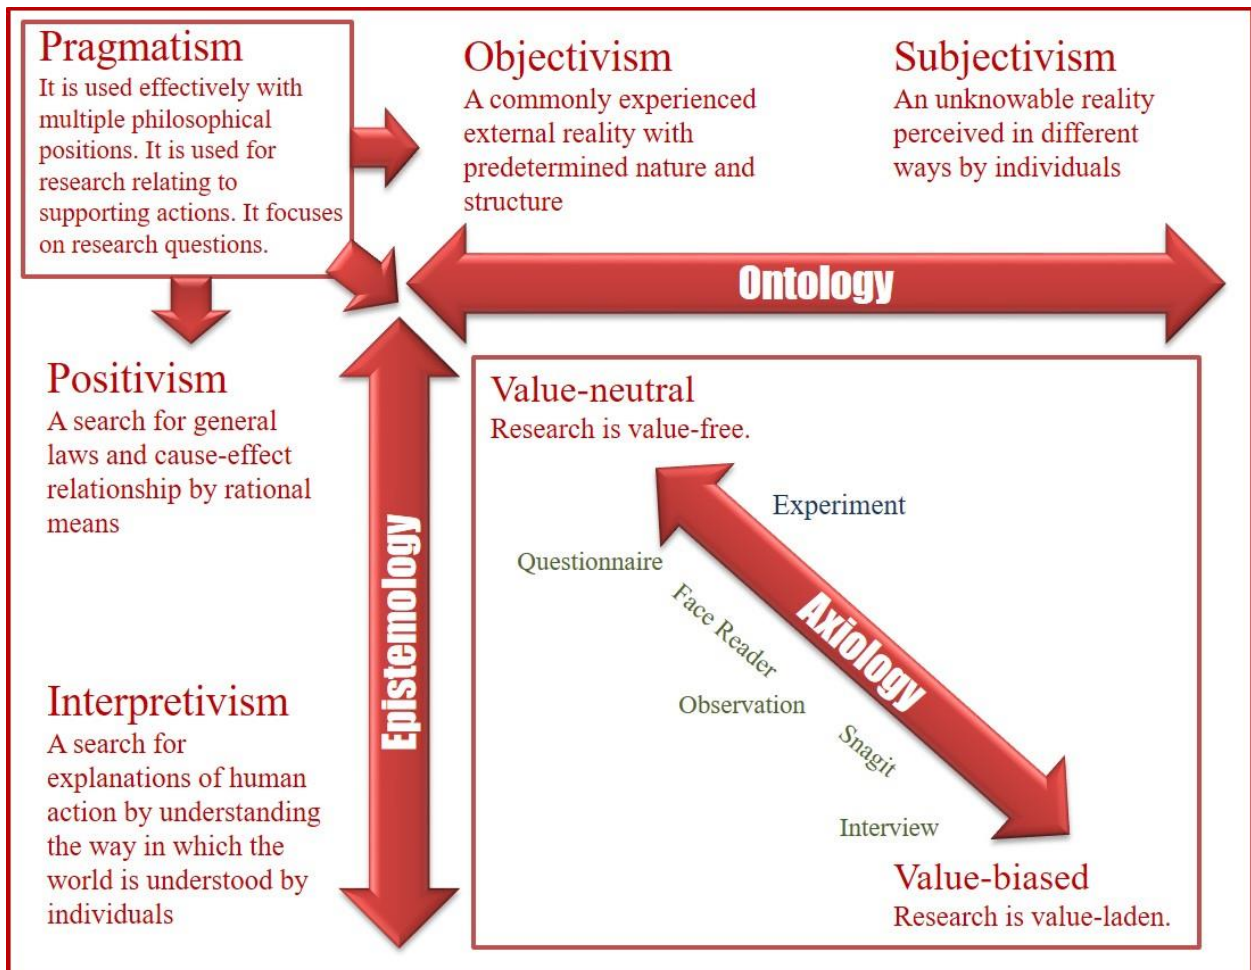 Pragmatism
It is used effectively with
multiple philosophical
positions. It is used for
research relating to
supporting actions. It focuses
on research questions.
Objectivism
A commonly experienced
external reality with
predetermined nature and
structure
Subjectivism
An unknowable reality
perceived in different
ways by individuals
Ontology
Positivism
A search for general
laws and cause-effect
relationship by rational
means
Interpretivism
A search for
explanations of human
action by understanding
the way in which the
world is understood by
individuals
Epistemology
Value-neutral
Research is value-free.
Experiment
Questionnaire
Face Reader
Axiology
Observation
Snagit
Interview
Value-biased
Research is value-laden.